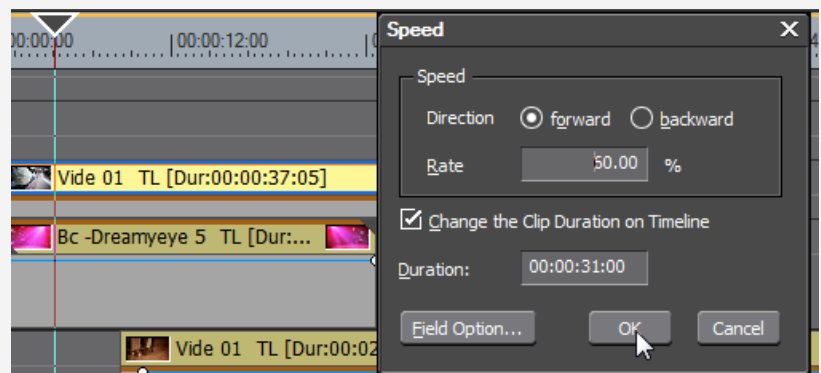 Speed X
00:00:00 |00:00:12:00
Speed
Direction forward backward
Rate 50.00 %
Vide 01 TL [Dur:00:00:37:05]
Change the Clip Duration on Timeline
Bc -Dreamyeye 5 TL [Dur:...
Duration: 00:00:31:00
Field Option... OK Cancel
Vide 01 TL [Dur:00:02